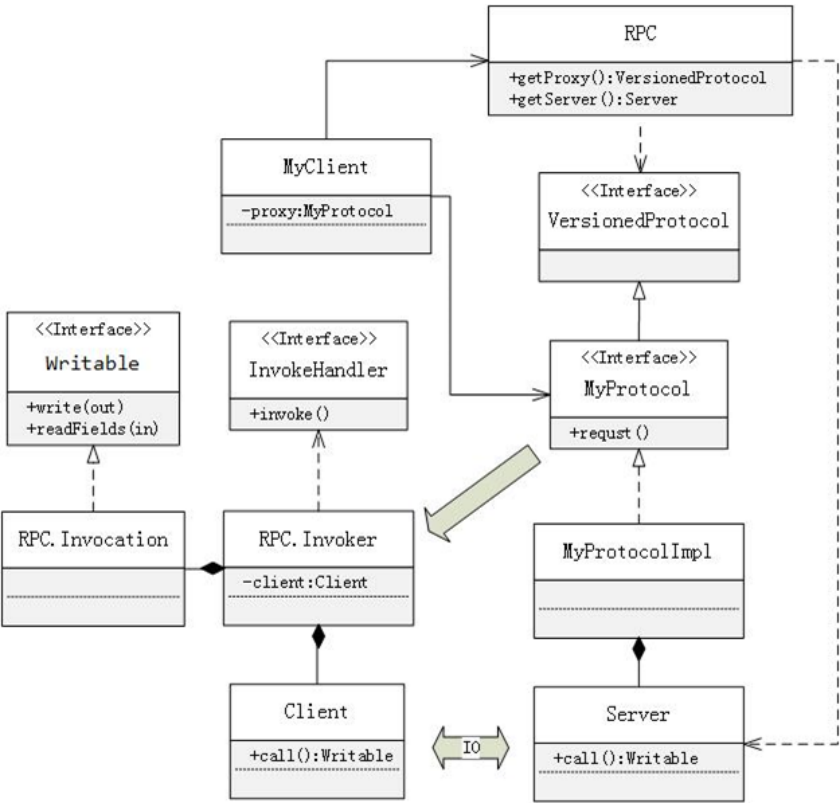 RPC
+getProxy():VersionedProtocol
+getServer():Server
MyClient
-proxy:MyProtocol
<<Interface>>
VersionedProtocol
<<Interface>>
Writable
+write(out)
+readFields(in)
<<Interface>>
InvokeHandler
+invoke()
<<Interface>>
MyProtocol
+requst()
RPC.Invocation
RPC.Invoker
-client:Client
MyProtocolImpl
Client
+call():Writable
IO
Server
+call():Writable